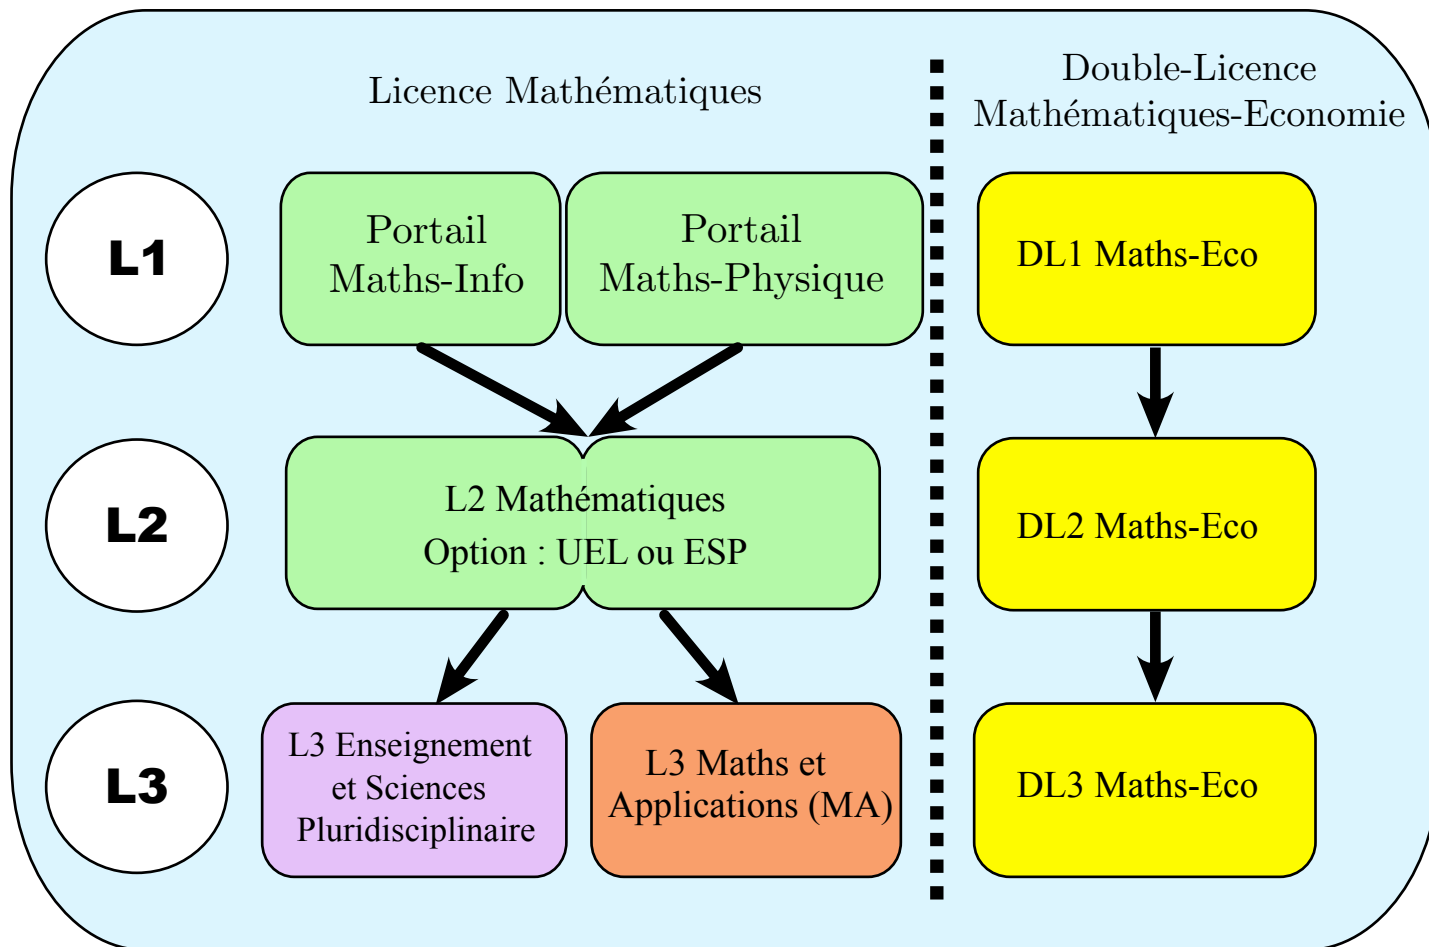 Licence Mathématiques
Double-Licence
Mathématiques-Economie
L1
Portail
Maths-Info
Portail
Maths-Physique
DL1 Maths-Eco
L2
L2 Mathématiques
Option : UEL ou ESP
DL2 Maths-Eco
L3
L3 Enseignement
et Sciences
Pluridisciplinaire
L3 Maths et
Applications (MA)
DL3 Maths-Eco